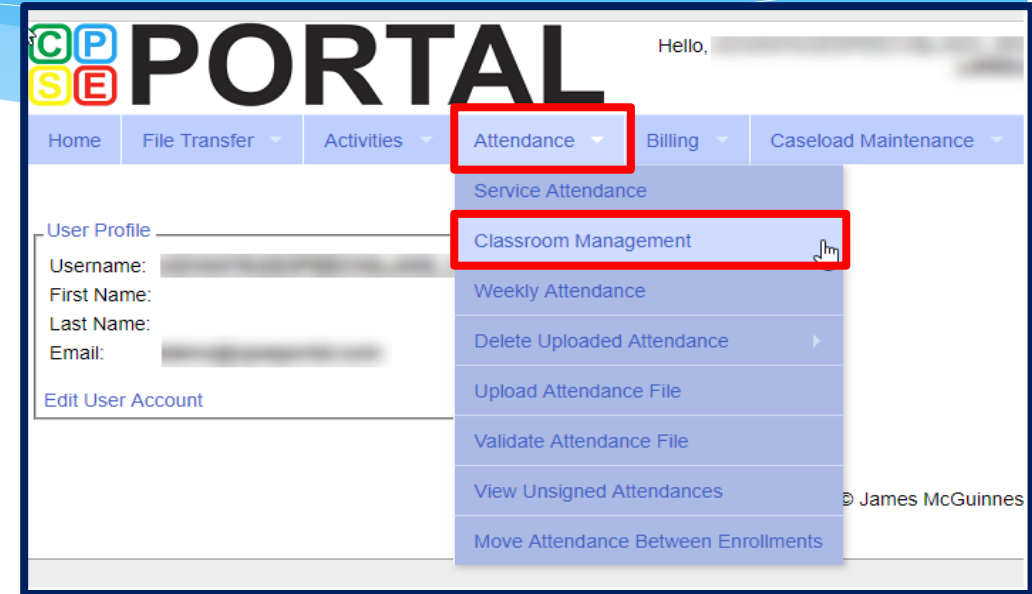 CP
SE
PORTAL
Hello,
Home File Transfer Activities Attendance Billing Caseload Maintenance
Service Attendance
User Profile
Classroom Management
Username:
First Name:
Weekly Attendance
Last Name:
Email:
Delete Uploaded Attendance
Edit User Account
Upload Attendance File
Validate Attendance File
View Unsigned Attendances
© James McGuinnes
Move Attendance Between Enrollments